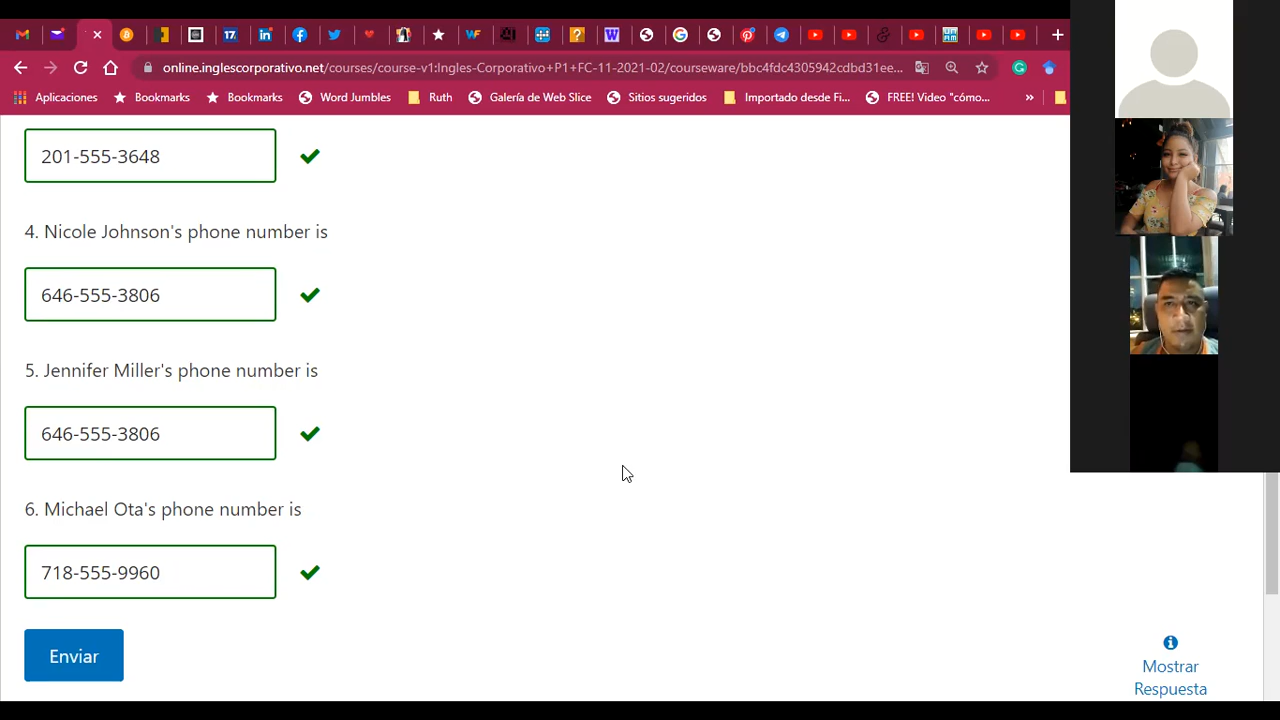 online.inglescorporativo.net/courses/course-v1:Ingles-Corporativo+P1+FC-11-2021-02/courseware/bbc4fdc4305942cdbd31ee...
Aplicaciones Bookmarks Bookmarks Word Jumbles Ruth Galería de Web Slice Sitios sugeridos Importado desde Fi... FREE! Video "cómo... »
201-555-3648
4. Nicole Johnson's phone number is
646-555-3806
5. Jennifer Miller's phone number is
646-555-3806
6. Michael Ota's phone number is
718-555-9960
Enviar
Mostrar
Respuesta